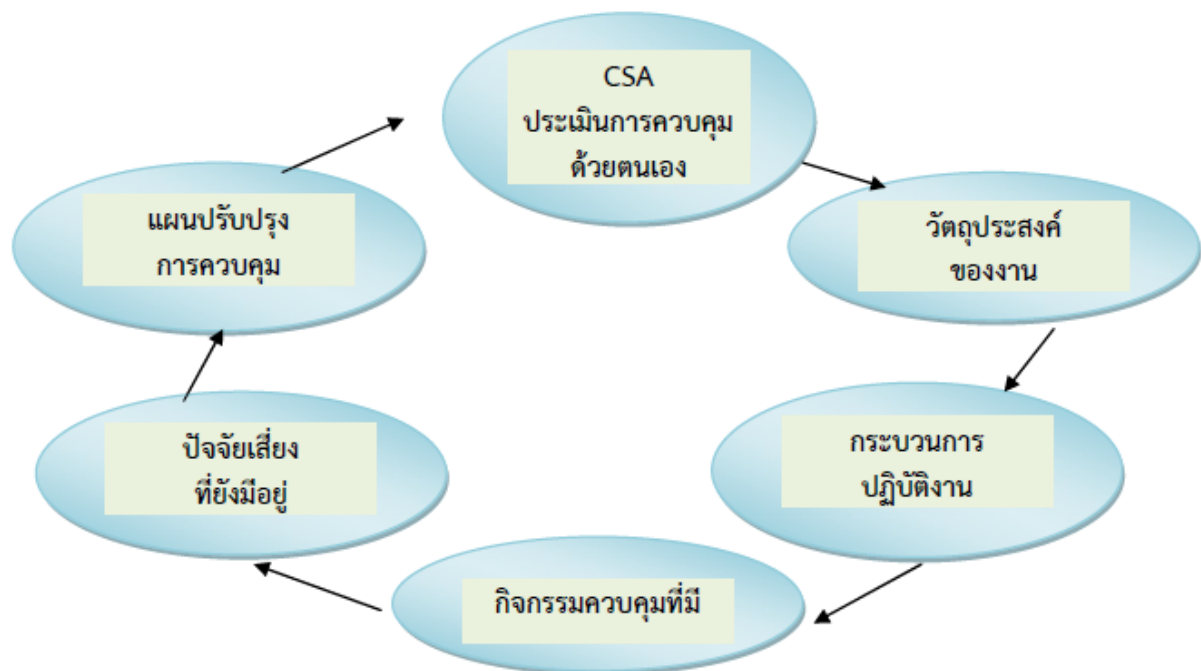 CSA
ประเมินการควบคุม
ด้วยตนเอง
วัตถุประสงค์
ของงาน
กระบวนการ
ปฏิบัติงาน
กิจกรรมควบคุมที่มี
ปัจจัยเสี่ยง
ที่ยังมีอยู่
แผนปรับปรุง
การควบคุม